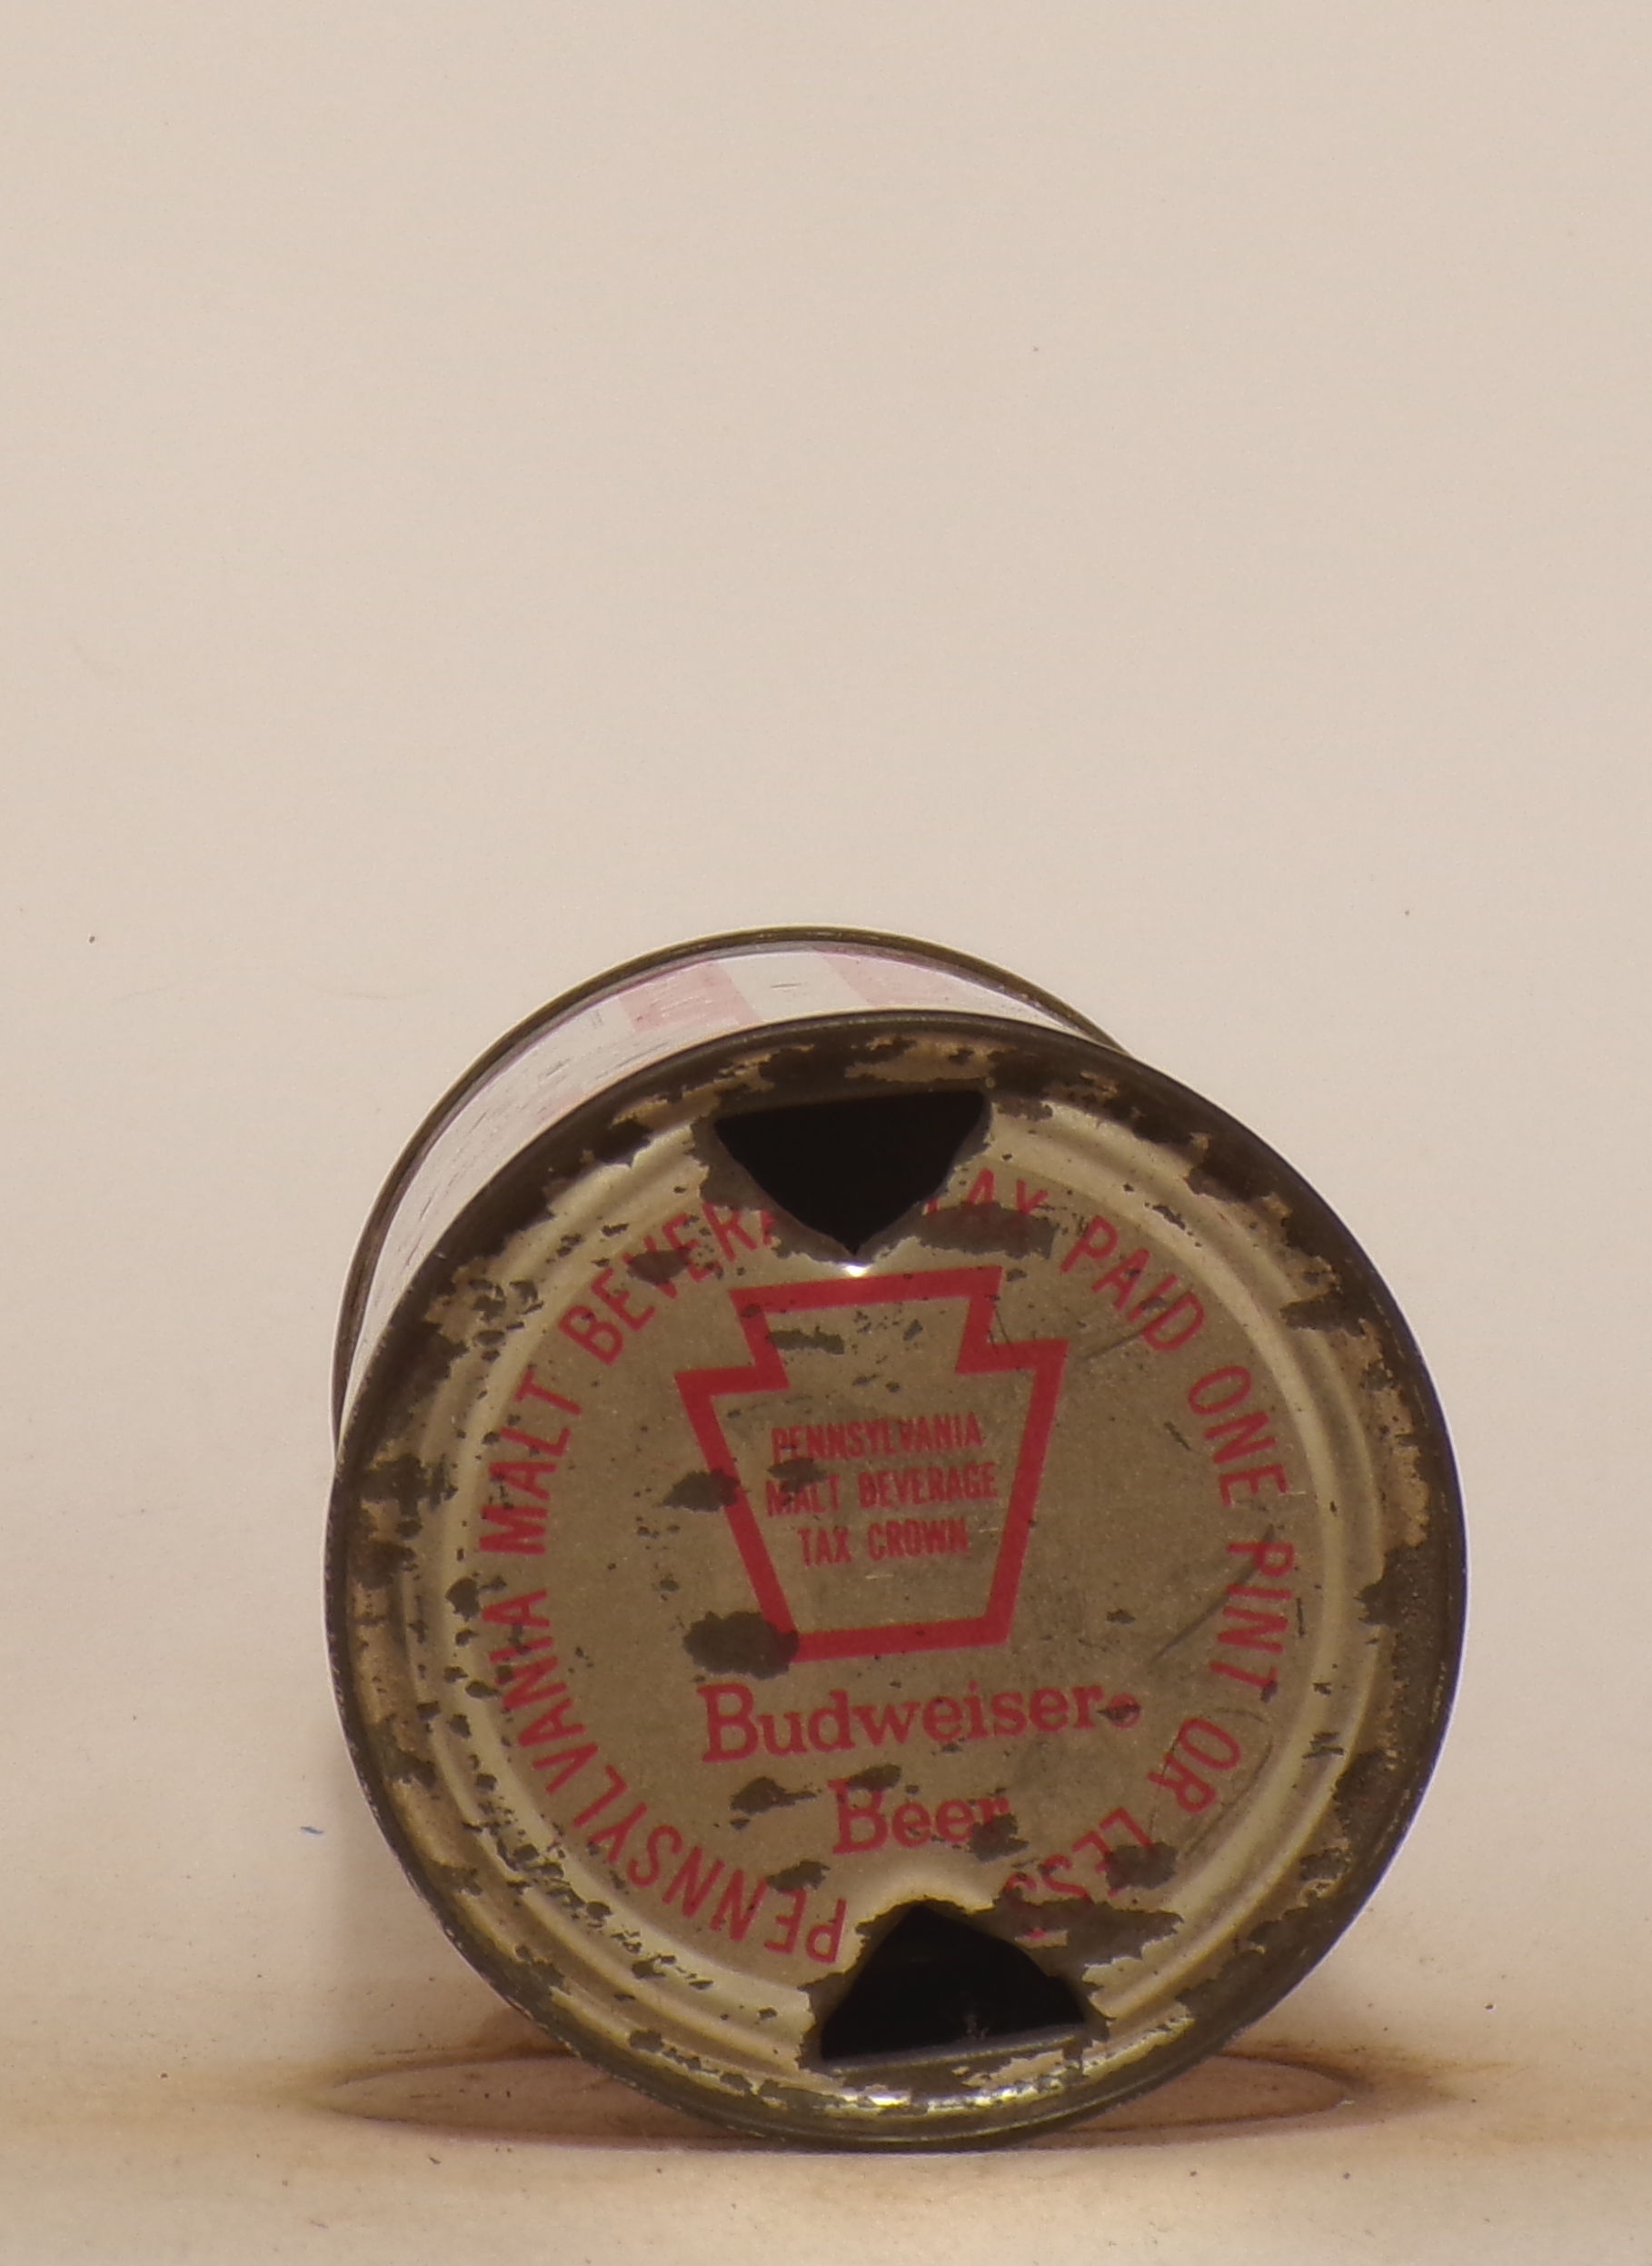 PENNSYLVANIA MALT BEVERA TAX PAID ONE PINT OR LESS
PENNSYLVANIA
MALT BEVERAGE
TAX CROWN
Budweiser®
Beer